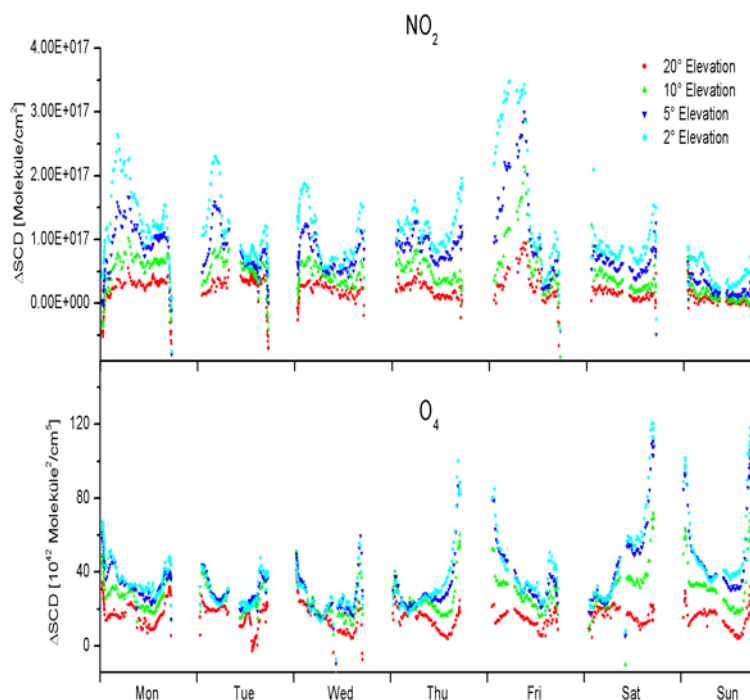 NO₂
4.00E+017
3.00E+017
2.00E+017
1.00E+017
0.00E+000
ΔSCD [Moleküle/cm²]
20° Elevation
10° Elevation
5° Elevation
2° Elevation
O₄
120
80
40
0
ΔSCD [10⁴² Moleküle²/cm⁵]
Mon Tue Wed Thu Fri Sat Sun